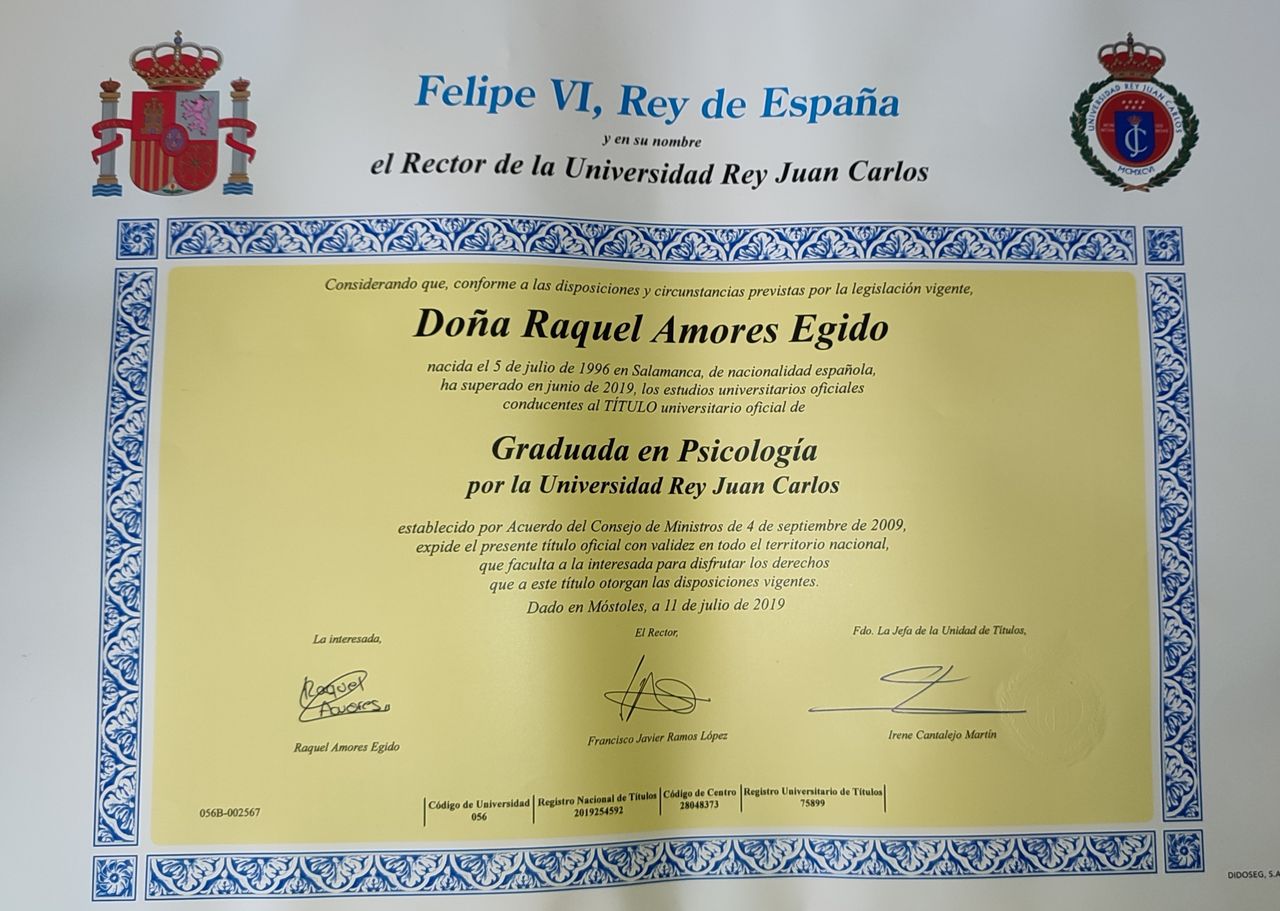 Felipe VI, Rey de España
y en su nombre
el Rector de la Universidad Rey Juan Carlos
UNIVERSIDAD REY JUAN CARLOS
MCMXCVI
Considerando que, conforme a las disposiciones y circunstancias previstas por la legislación vigente,
Doña Raquel Amores Egido
nacida el 5 de julio de 1996 en Salamanca, de nacionalidad española,
ha superado en junio de 2019, los estudios universitarios oficiales
conducentes al TÍTULO universitario oficial de
Graduada en Psicología
por la Universidad Rey Juan Carlos
establecido por Acuerdo del Consejo de Ministros de 4 de septiembre de 2009,
expide el presente título oficial con validez en todo el territorio nacional,
que faculta a la interesada para disfrutar los derechos
que a este título otorgan las disposiciones vigentes.
Dado en Móstoles, a 11 de julio de 2019
La interesada,
El Rector,
Fdo. La Jefa de la Unidad de Títulos,
Raquel
Amores
Raquel Amores Egido
Francisco Javier Ramos López
Irene Cantalejo Martín
056B-002567
Código de Universidad
056
Registro Nacional de Títulos
2019254592
Código de Centro
28048373
Registro Universitario de Títulos
75899
DIDOSEG, S.A